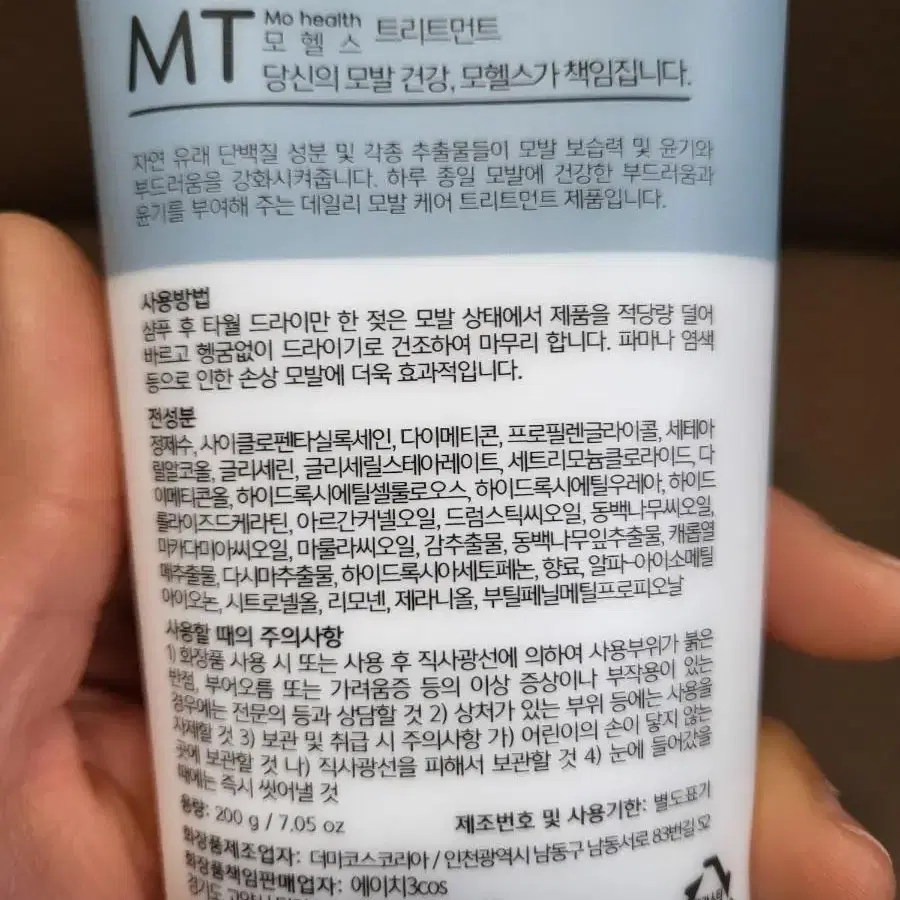 MT Mo health
모 헬 스 트리트먼트
당신의 모발 건강, 모헬스가 책임집니다.
자연 유래 단백질 성분 및 각종 추출물들이 모발 보습력 및 윤기와
부드러움을 강화시켜줍니다. 하루 종일 모발에 건강한 부드러움과
윤기를 부여해 주는 데일리 모발 케어 트리트먼트 제품입니다.
사용방법
샴푸 후 타월 드라이만 한 젖은 모발 상태에서 제품을 적당량 덜어
바르고 헹굼없이 드라이기로 건조하여 마무리 합니다. 파마나 염색
등으로 인한 손상 모발에 더욱 효과적입니다.
전성분
정제수, 사이클로펜타실록세인, 다이메티콘, 프로필렌글라이콜, 세테아
릴알코올, 글리세린, 글리세릴스테아레이트, 세트리모늄클로라이드, 다
이메티콘올, 하이드록시에틸셀룰로오스, 하이드록시에틸우레아, 하이드
롤라이즈드케라틴, 아르간커넬오일, 드럼스틱씨오일, 동백나무씨오일,
마카다미아씨오일, 마룰라씨오일, 감추출물, 동백나무잎추출물, 캐롭열
매추출물, 다시마추출물, 하이드록시아세토페논, 향료, 알파-아이소메틸
아이오논, 시트로넬올, 리모넨, 제라니올, 부틸페닐메틸프로피오날
사용할 때의 주의사항
1) 화장품 사용 시 또는 사용 후 직사광선에 의하여 사용부위가 붉은
반점, 부어오름 또는 가려움증 등의 이상 증상이나 부작용이 있는
경우에는 전문의 등과 상담할 것 2) 상처가 있는 부위 등에는 사용을
자제할 것 3) 보관 및 취급 시 주의사항 가) 어린이의 손이 닿지 않는
곳에 보관할 것 나) 직사광선을 피해서 보관할 것 4) 눈에 들어갔을
때에는 즉시 씻어낼 것
용량: 200 g / 7.05 oz 제조번호 및 사용기한: 별도표기
화장품제조업자: 더마코스코리아 / 인천광역시 남동구 남동서로 83번길 52
화장품책임판매업자: 에이치3cos
경기도 고양시